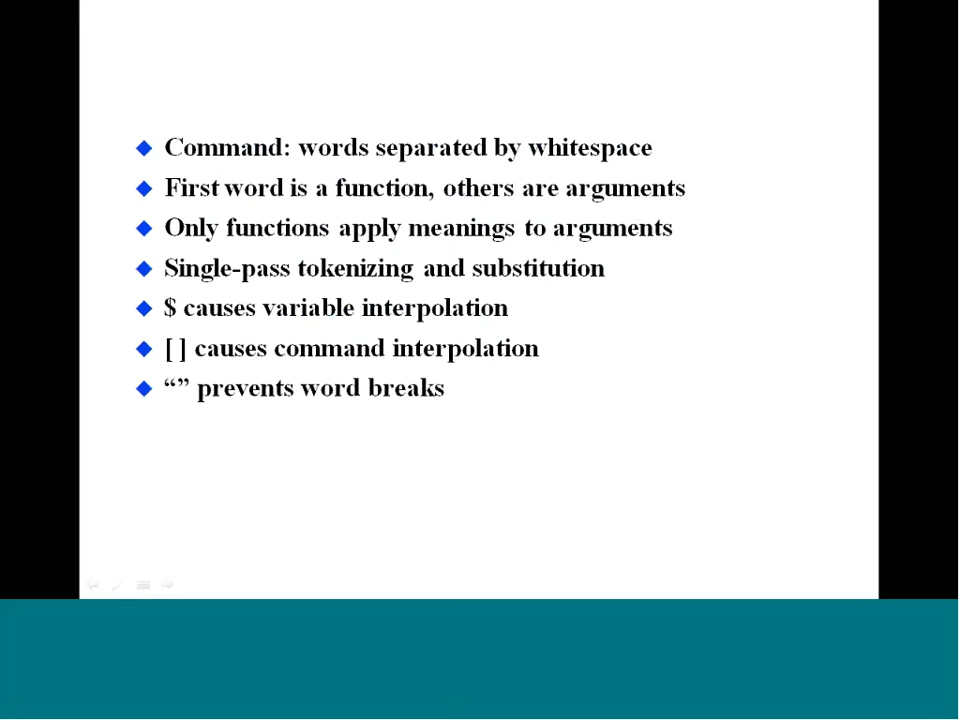 Command: words separated by whitespace
First word is a function, others are arguments
Only functions apply meanings to arguments
Single-pass tokenizing and substitution
$ causes variable interpolation
[ ] causes command interpolation
“” prevents word breaks